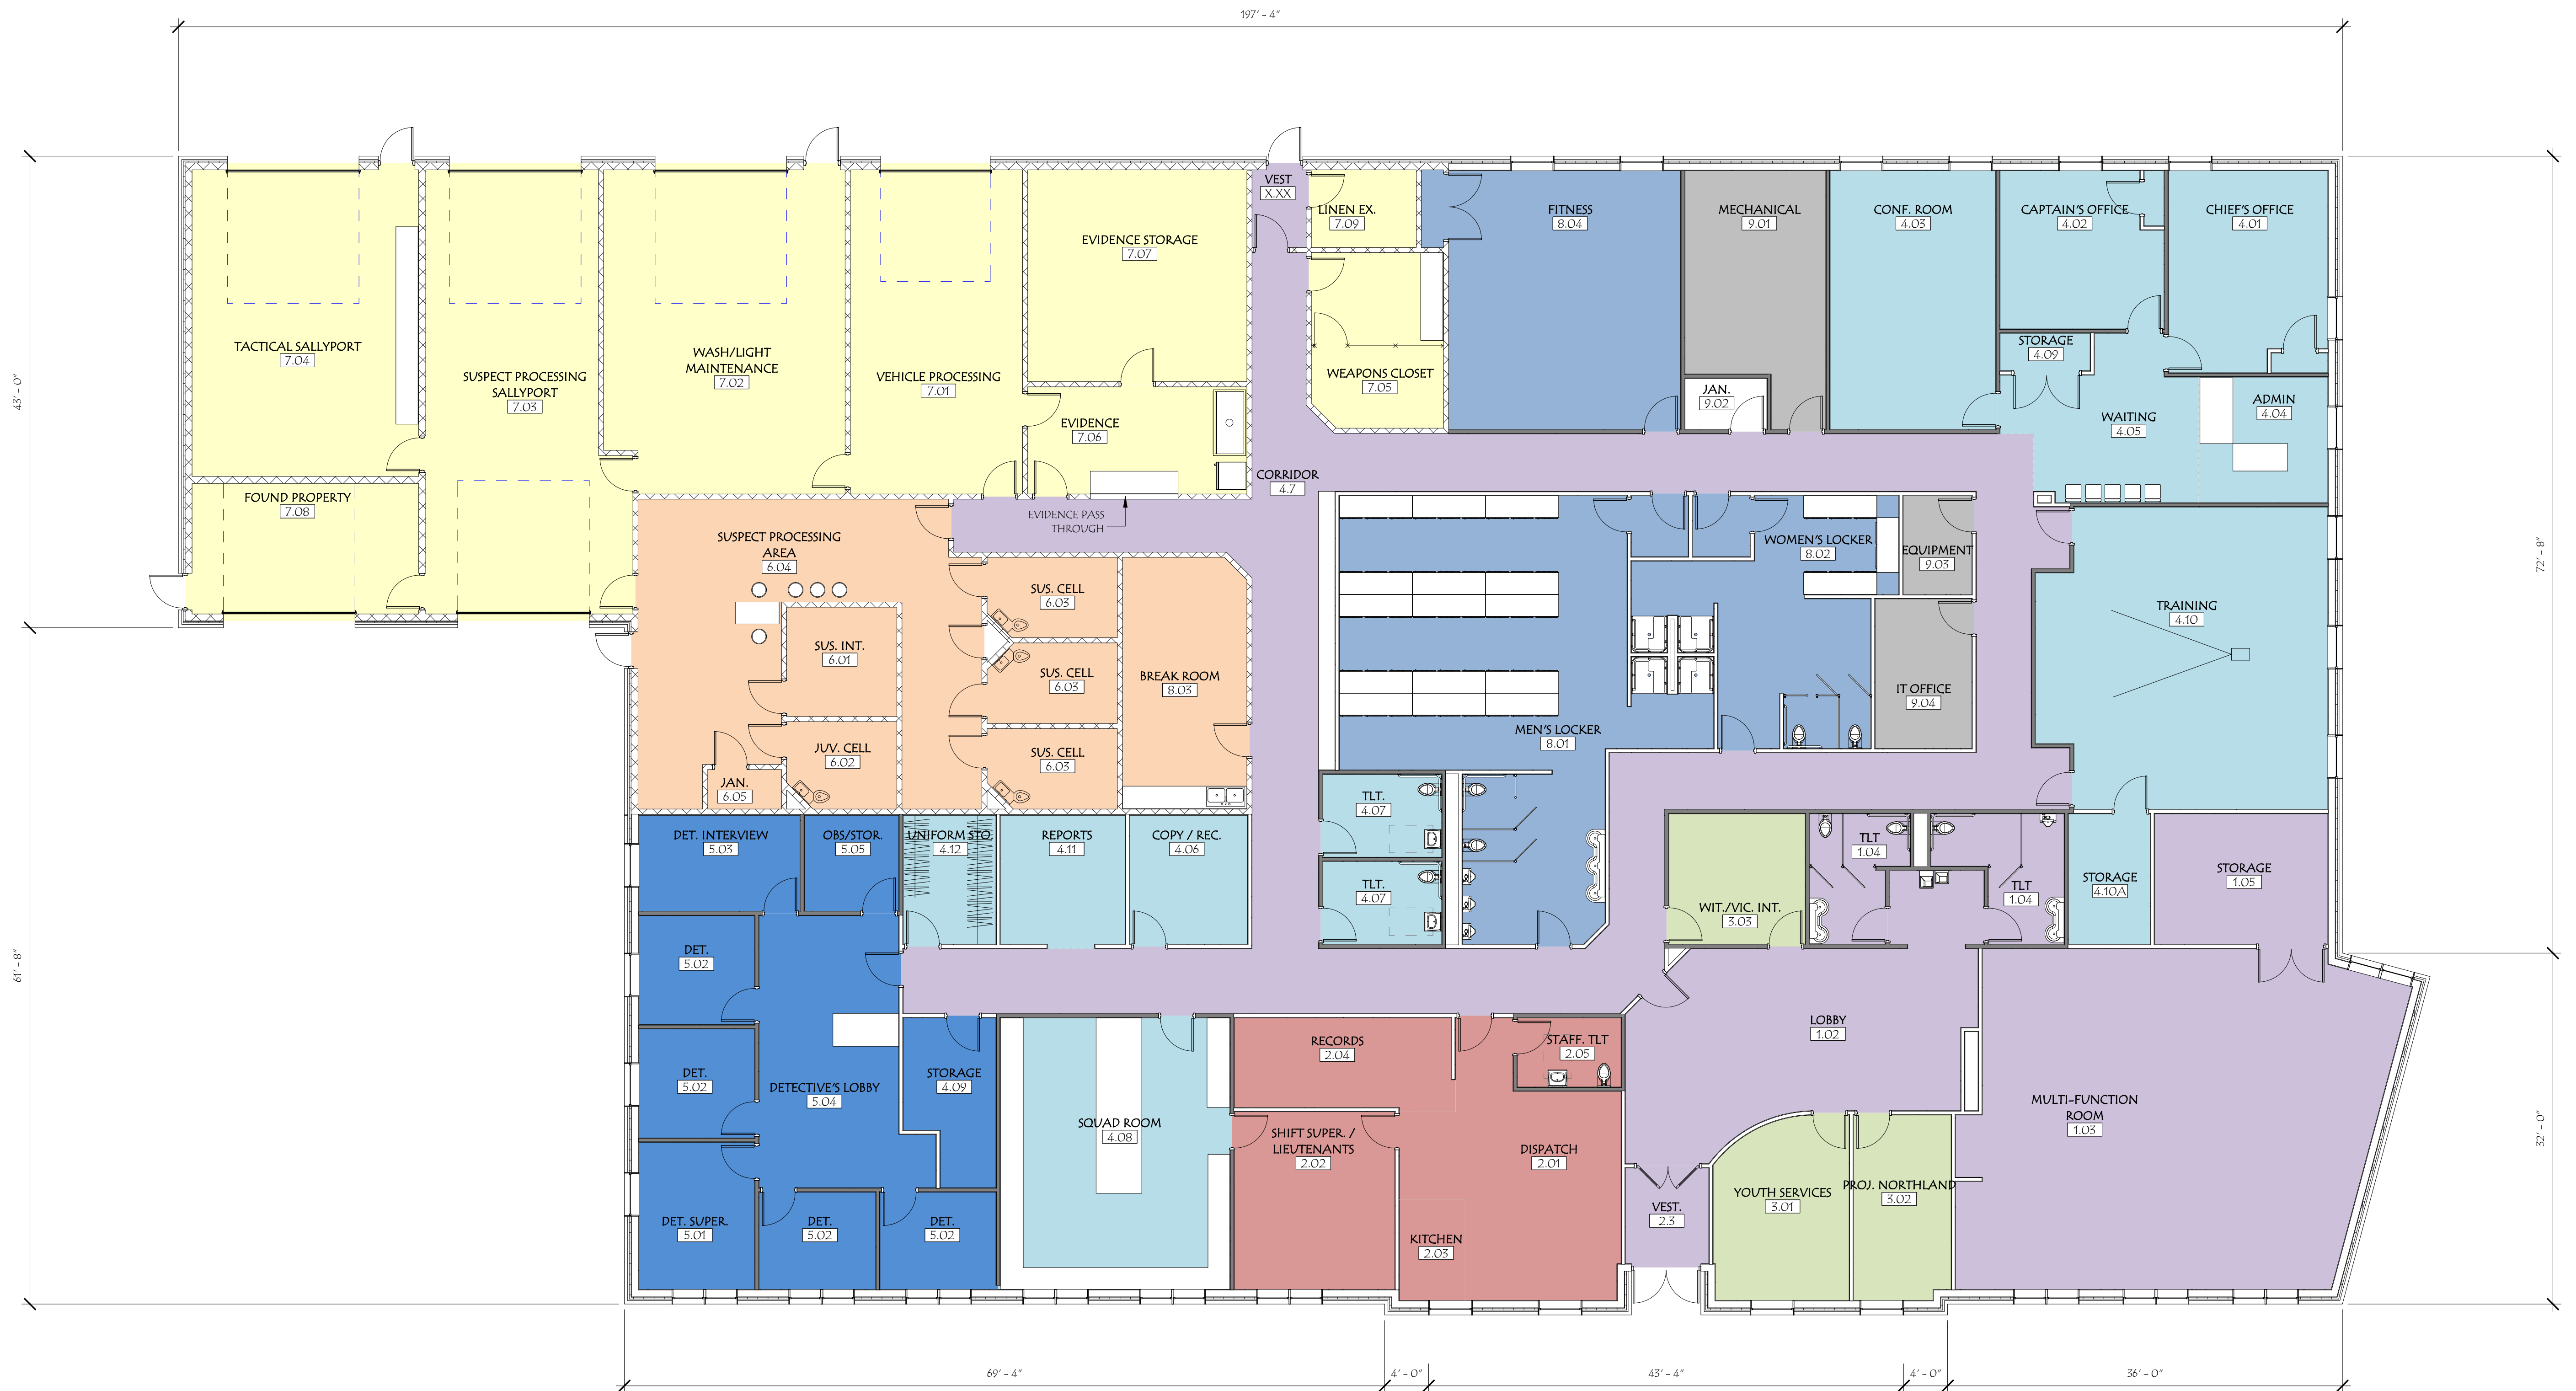 197' - 4"
43' - 0"
61' - 8"
72' - 8"
32' - 0"
VEST
X.XX
LINEN EX.
7.09
FITNESS
8.04
MECHANICAL
9.01
CONF. ROOM
4.03
CAPTAIN'S OFFICE
4.02
CHIEF'S OFFICE
4.01
EVIDENCE STORAGE
7.07
TACTICAL SALLYPORT
7.04
SUSPECT PROCESSING
SALLYPORT
7.03
WASH/LIGHT
MAINTENANCE
7.02
VEHICLE PROCESSING
7.01
WEAPONS CLOSET
7.05
JAN.
9.02
STORAGE
4.09
WAITING
4.05
ADMIN
4.04
EVIDENCE
7.06
CORRIDOR
4.7
FOUND PROPERTY
7.08
EVIDENCE PASS
THROUGH
SUSPECT PROCESSING
AREA
6.04
SUS. CELL
6.03
SUS. INT.
6.01
SUS. CELL
6.03
BREAK ROOM
8.03
JUV. CELL
6.02
SUS. CELL
6.03
JAN.
6.05
WOMEN'S LOCKER
8.02
EQUIPMENT
9.03
TRAINING
4.10
IT OFFICE
9.04
MEN'S LOCKER
8.01
TLT.
4.07
TLT.
4.07
DET. INTERVIEW
5.03
OBS/STOR.
5.05
UNIFORM STO.
4.12
REPORTS
4.11
COPY / REC.
4.06
WIT./VIC. INT.
3.03
TLT
1.04
TLT
1.04
STORAGE
4.10A
STORAGE
1.05
DET.
5.02
DET.
5.02
DETECTIVE'S LOBBY
5.04
STORAGE
4.09
SQUAD ROOM
4.08
RECORDS
2.04
STAFF. TLT
2.05
SHIFT SUPER. /
LIEUTENANTS
2.02
DISPATCH
2.01
KITCHEN
2.03
LOBBY
1.02
MULTI-FUNCTION
ROOM
1.03
VEST.
2.3
YOUTH SERVICES
3.01
PROJ. NORTHLAND
3.02
DET. SUPER.
5.01
DET.
5.02
DET.
5.02
69' - 4"
4' - 0"
43' - 4"
4' - 0"
36' - 0"